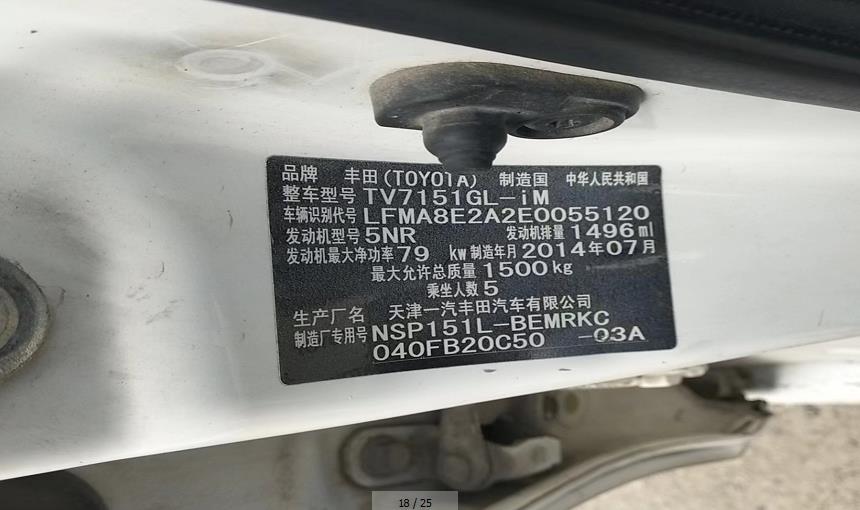 品牌 丰田(TOYOTA) 制造国 中华人民共和国
整车型号 TV7151GL-iM
车辆识别代号 LFMA8E2A2E0055120
发动机型号 5NR 发动机排量 1496ml
发动机最大净功率 79 kw 制造年月 2014年07月
最大允许总质量 1500kg
乘坐人数 5
生产厂名 天津一汽丰田汽车有限公司
制造厂专用号 NSP151L-BEMRKC
040FB20C50 -03A
18 / 25